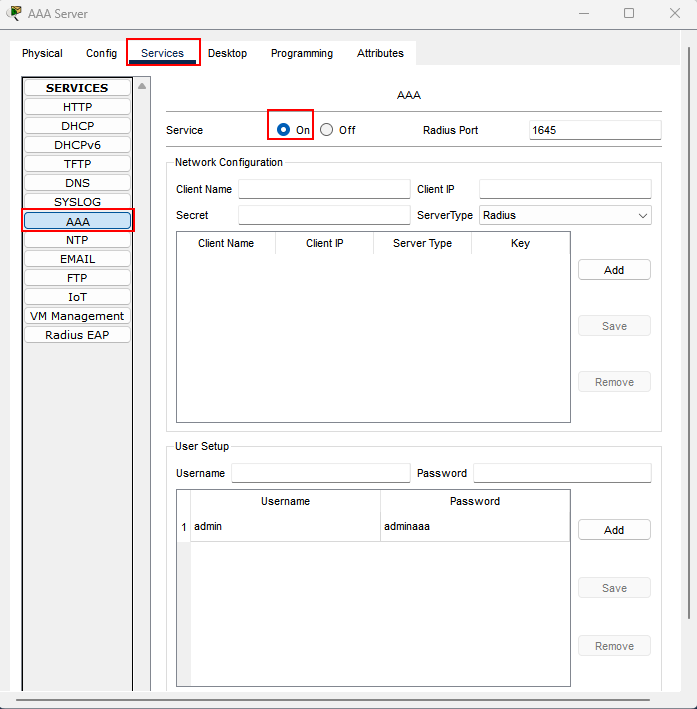 AAA Server
Physical Config Services Desktop Programming Attributes
SERVICES
HTTP
DHCP
DHCPv6
TFTP
DNS
SYSLOG
AAA
NTP
EMAIL
FTP
IoT
VM Management
Radius EAP
AAA
Service On Off Radius Port 1645
Network Configuration
Client Name Client IP
Secret ServerType Radius
Client Name Client IP Server Type Key
Add
Save
Remove
User Setup
Username Password
Username Password
1 admin adminaaa
Add
Save
Remove